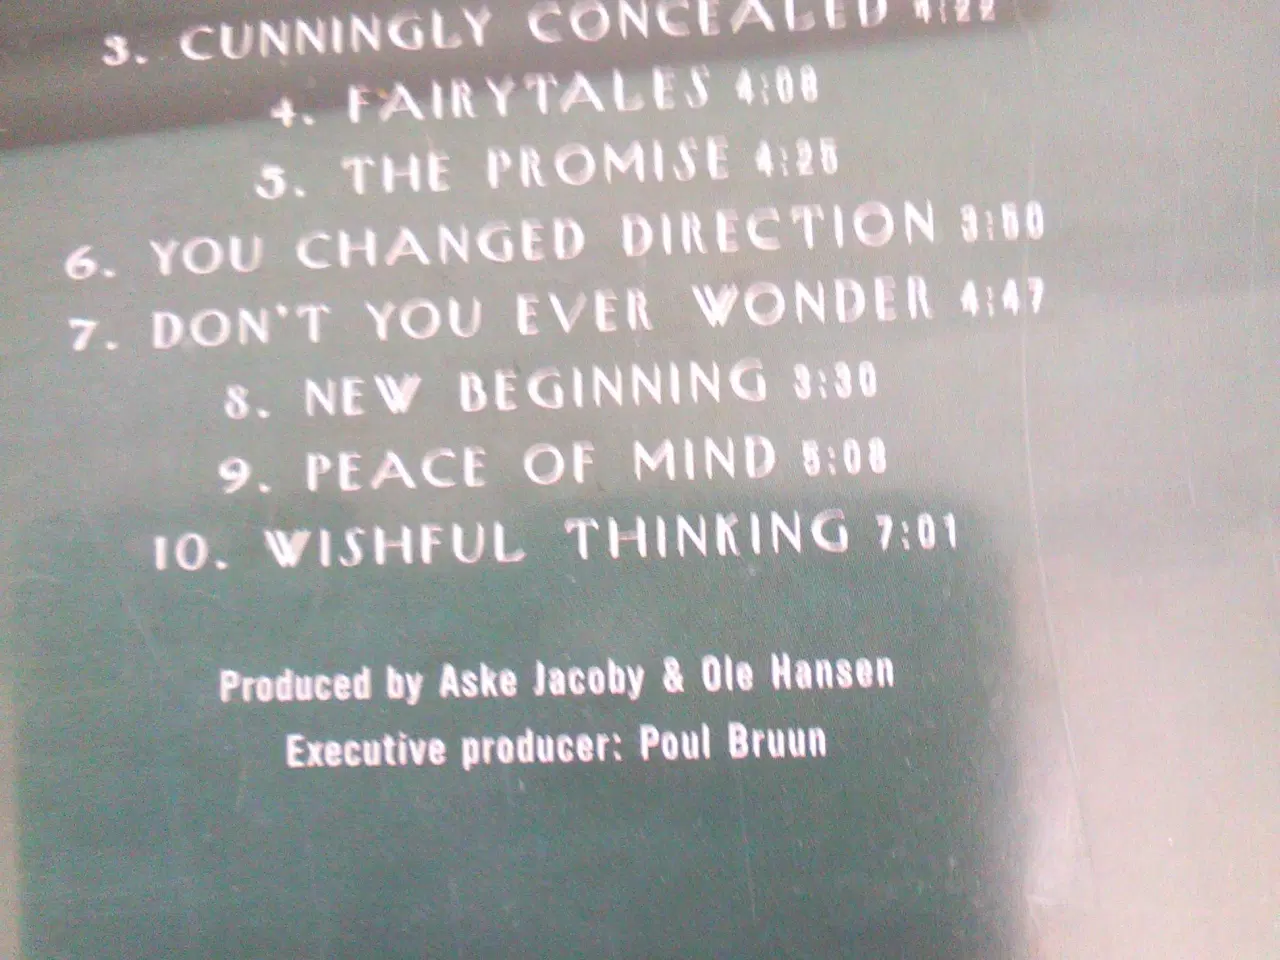 3. CUNNINGLY CONCEALED 4:22
4. FAIRYTALES 4:08
5. THE PROMISE 4:25
6. YOU CHANGED DIRECTION 3:50
7. DON'T YOU EVER WONDER 4:47
8. NEW BEGINNING 3:30
9. PEACE OF MIND 5:08
10. WISHFUL THINKING 7:01
Produced by Aske Jacoby & Ole Hansen
Executive producer: Poul Bruun